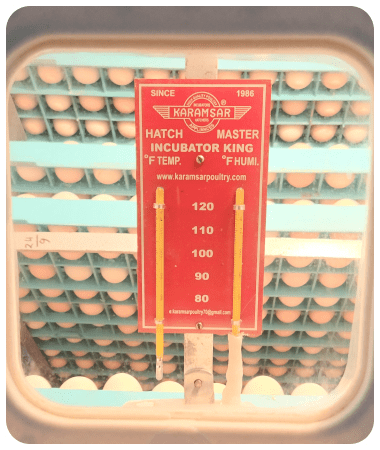 SINCE 1986
KARAMSAR ®
HATCH MASTER
INCUBATOR KING
°F TEMP. °F HUMI.
www.karamsarpoultry.com
120
110
100
90
80